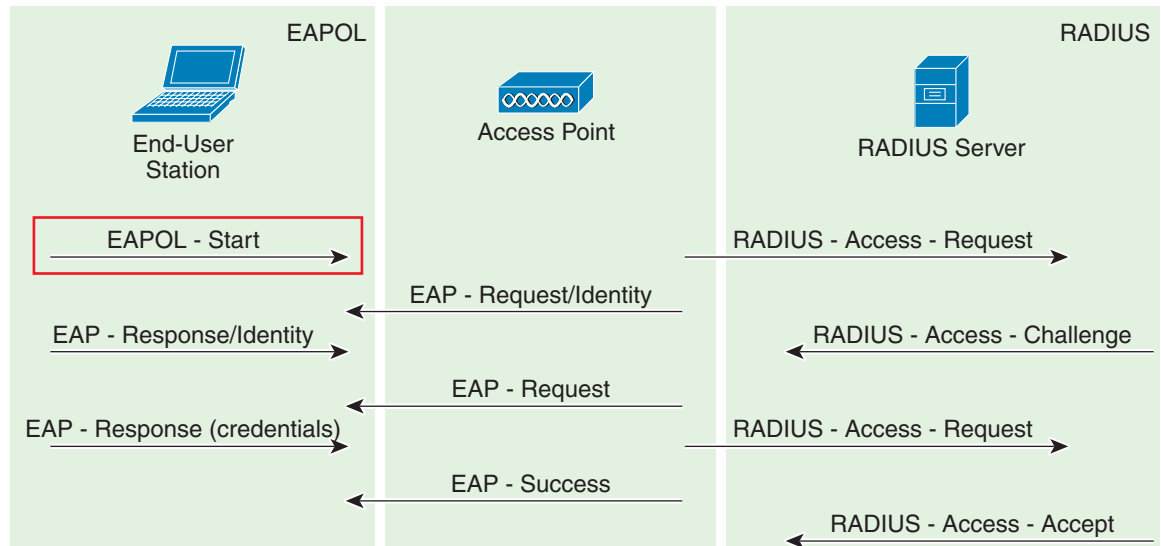 EAPOL
RADIUS
End-User
Station
Access Point
RADIUS Server
EAPOL - Start
RADIUS - Access - Request
EAP - Request/Identity
EAP - Response/Identity
RADIUS - Access - Challenge
EAP - Request
EAP - Response (credentials)
RADIUS - Access - Request
EAP - Success
RADIUS - Access - Accept